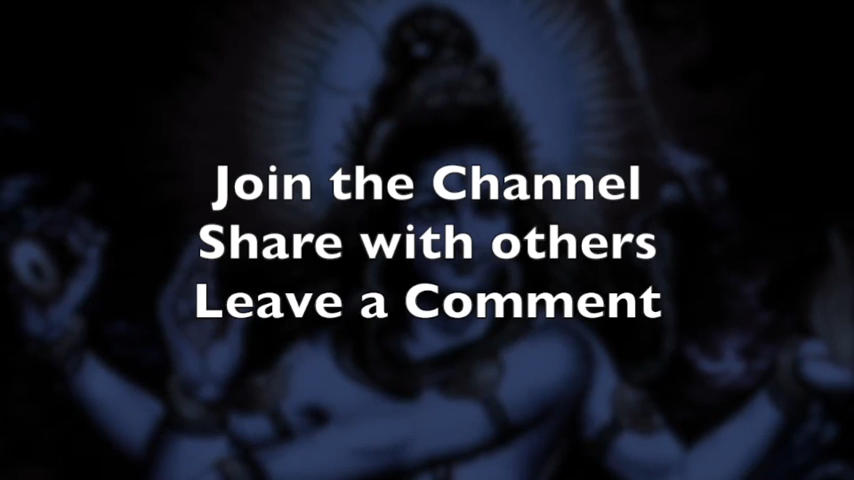 Join the Channel
Share with others
Leave a Comment